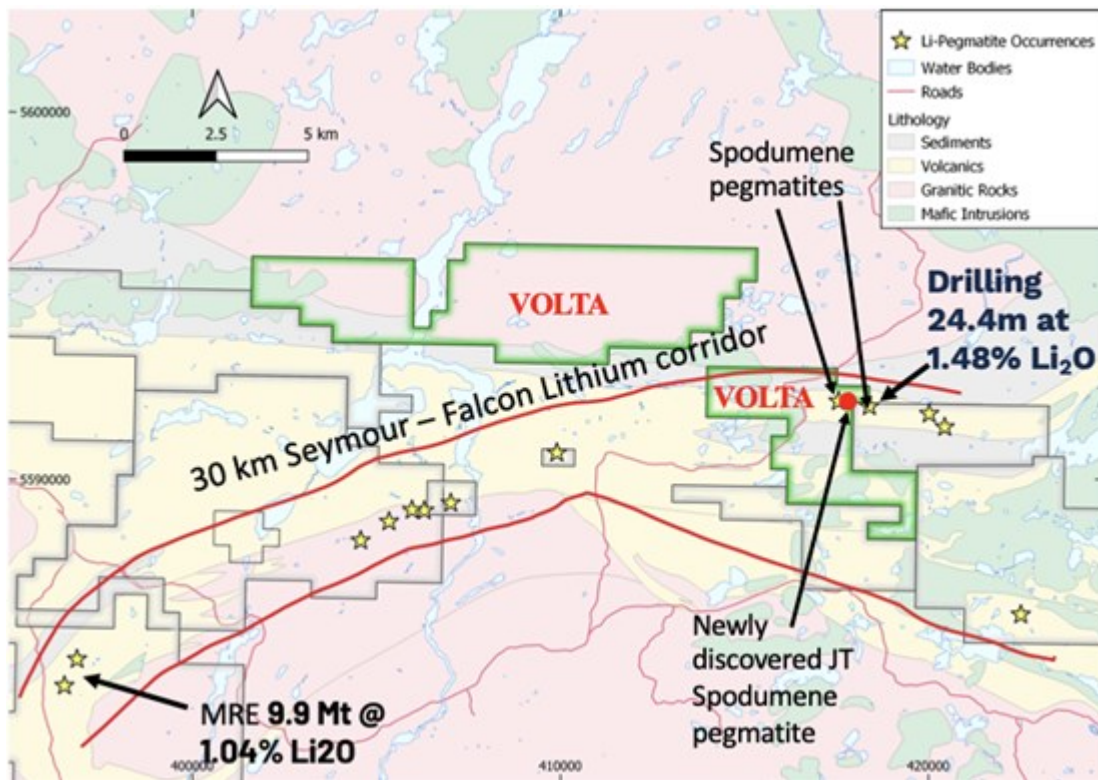 Li-Pegmatite Occurrences
Water Bodies
Roads
Lithology
Sediments
Volcanics
Granitic Rocks
Mafic Intrusions
5600000
0 2.5 5 km
Spodumene
pegmatites
VOLTA
Drilling
24.4m at
1.48% Li₂O
VOLTA
30 km Seymour – Falcon Lithium corridor
5590000
Newly
discovered JT
Spodumene
pegmatite
MRE 9.9 Mt @
1.04% Li2O
400000
410000
420000